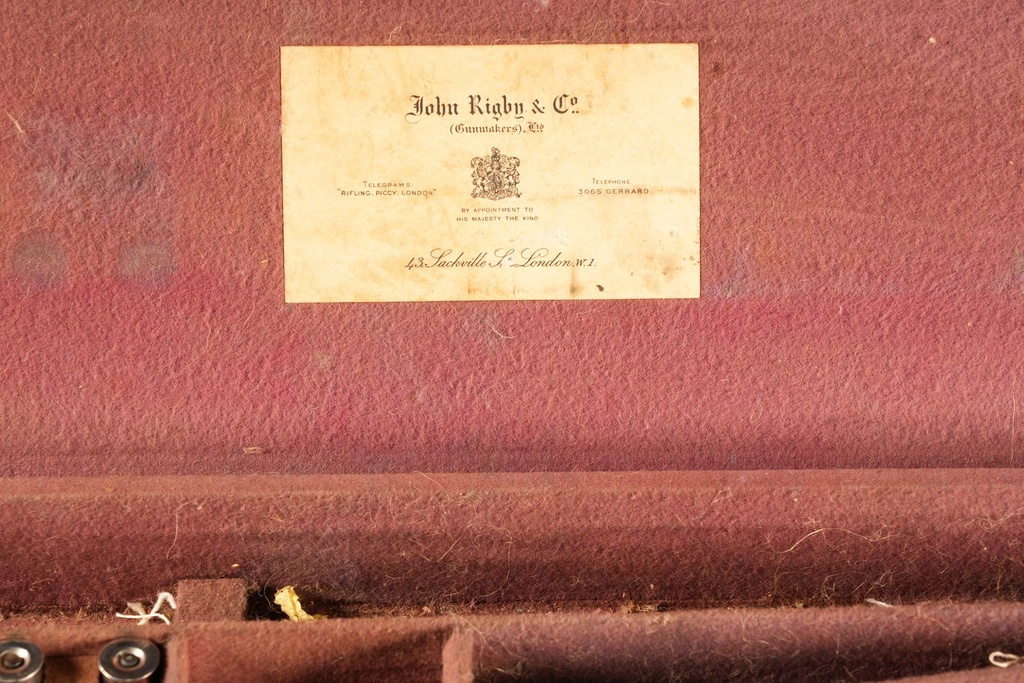 John Rigby & Co.
(Gunmakers), Ltd
TELEGRAMS:
"RIFLING, PICCY, LONDON."
TELEPHONE
3065 GERRARD
BY APPOINTMENT TO
HIS MAJESTY THE KING
43, Sackville St. London, W.1.